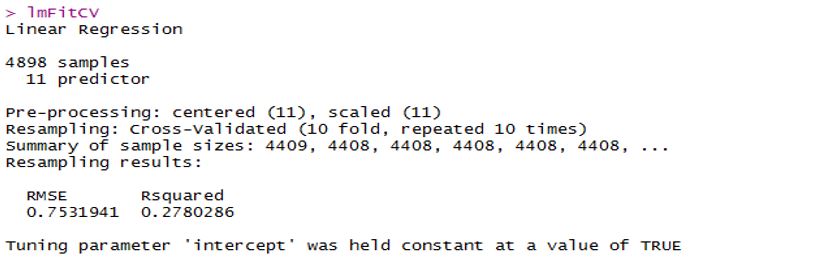 > lmFitCV
Linear Regression
4898 samples
11 predictor
Pre-processing: centered (11), scaled (11)
Resampling: Cross-Validated (10 fold, repeated 10 times)
Summary of sample sizes: 4409, 4408, 4408, 4408, 4408, 4408, ...
Resampling results:
RMSE Rsquared
0.7531941 0.2780286
Tuning parameter 'intercept' was held constant at a value of TRUE